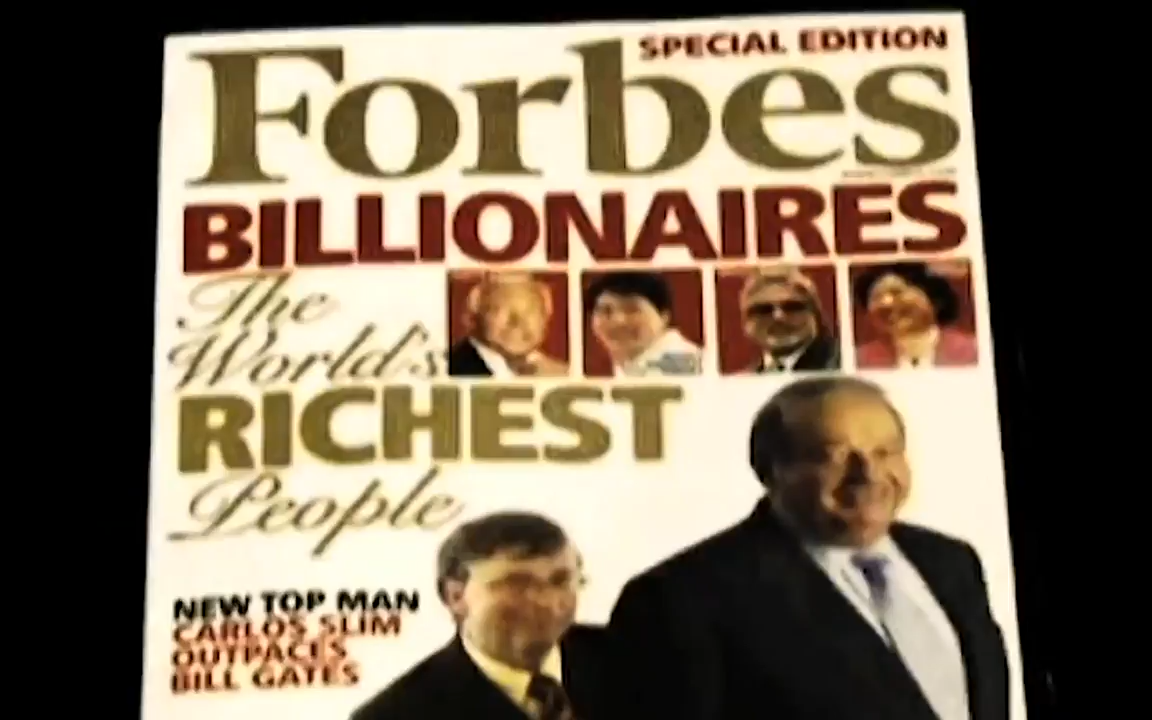 SPECIAL EDITION
Forbes
BILLIONAIRES
The
World's
RICHEST
People
NEW TOP MAN
CARLOS SLIM
OUTPACES
BILL GATES